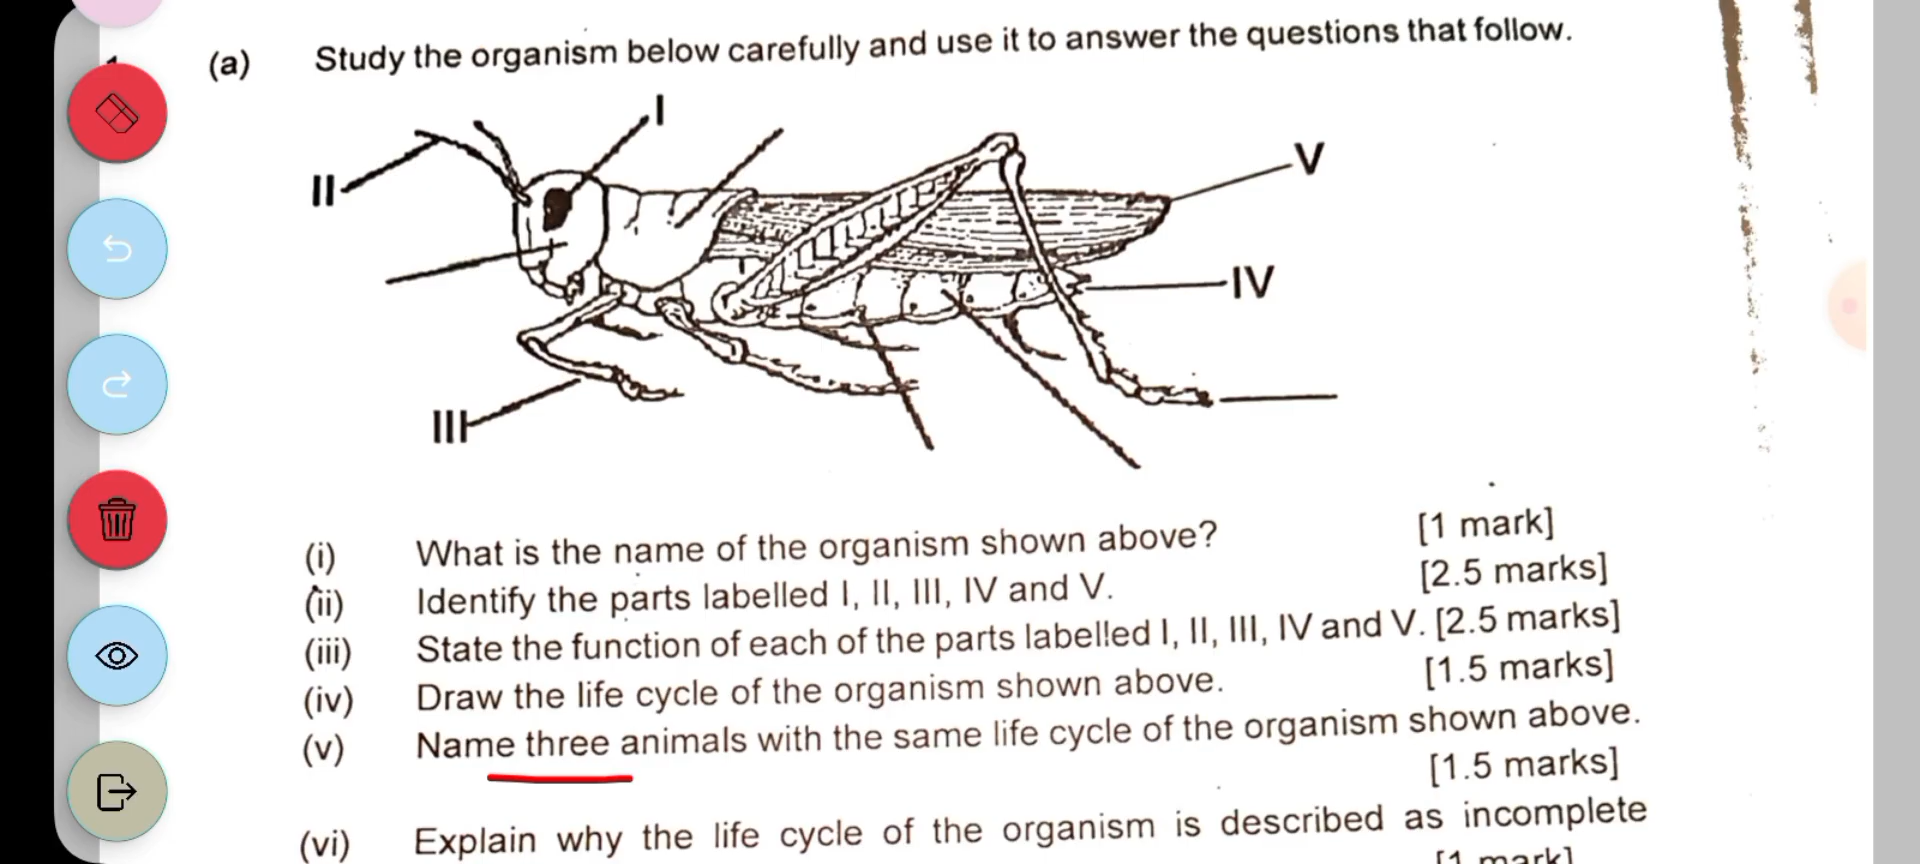 (a) Study the organism below carefully and use it to answer the questions that follow.
I
II
V
IV
III
(i) What is the name of the organism shown above? [1 mark]
(ii) Identify the parts labelled I, II, III, IV and V. [2.5 marks]
(iii) State the function of each of the parts labelled I, II, III, IV and V. [2.5 marks]
(iv) Draw the life cycle of the organism shown above. [1.5 marks]
(v) Name three animals with the same life cycle of the organism shown above.
[1.5 marks]
(vi) Explain why the life cycle of the organism is described as incomplete
[1 mark]